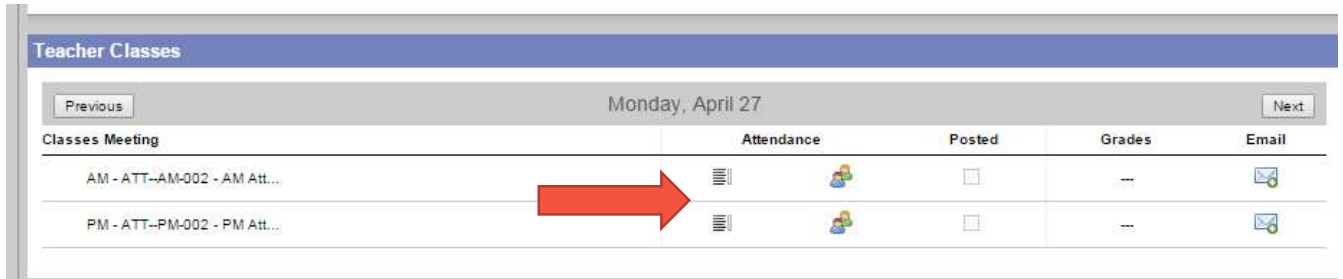 Teacher Classes
Previous Monday, April 27 Next
Classes Meeting Attendance Posted Grades Email
AM - ATT--AM-002 - AM Att... ---
PM - ATT--PM-002 - PM Att... ---